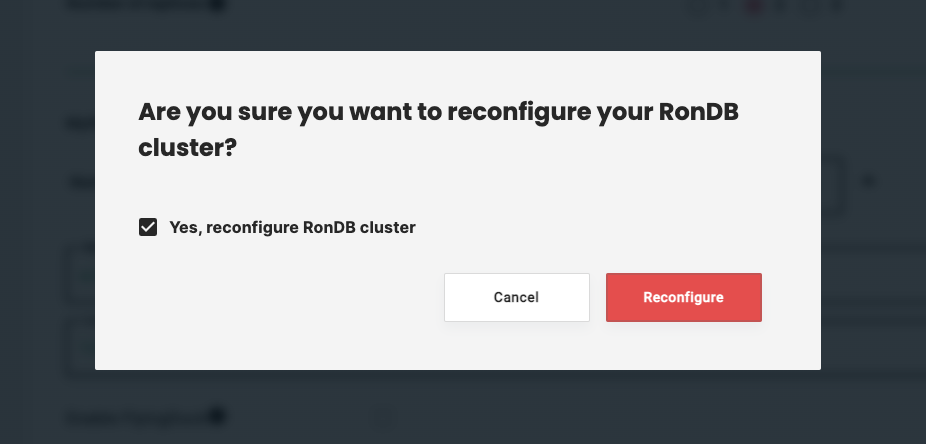 Are you sure you want to reconfigure your RonDB
cluster?
Yes, reconfigure RonDB cluster
Cancel
Reconfigure